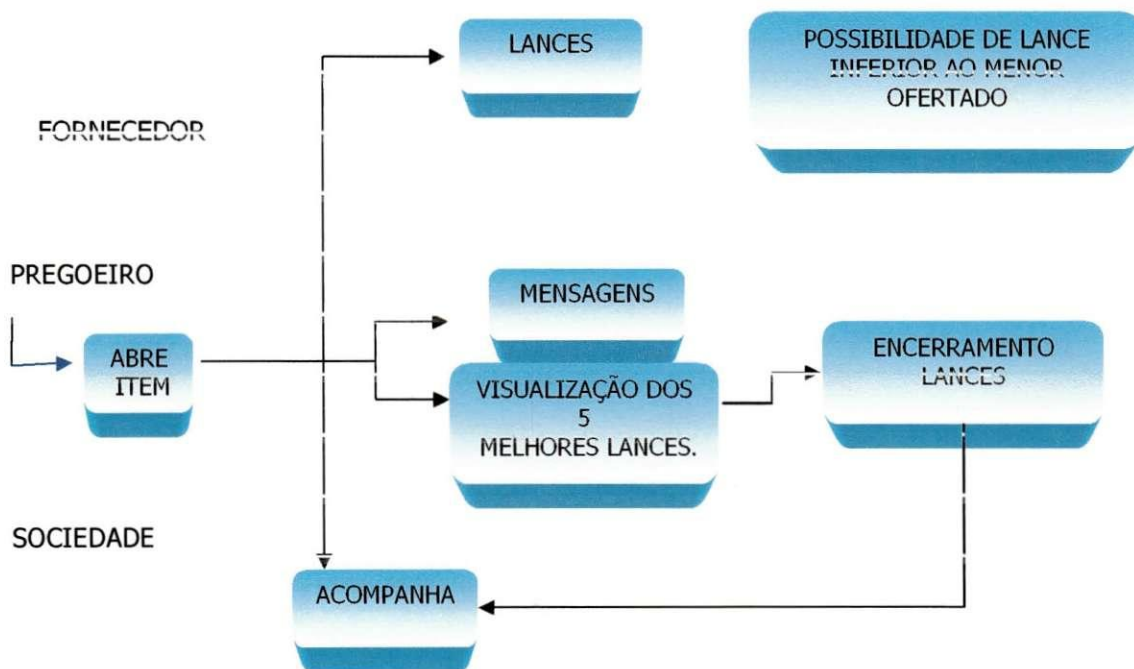 LANCES
POSSIBILIDADE DE LANCE
INFERIOR AO MENOR
OFERTADO
FORNECEDOR
PREGOEIRO
MENSAGENS
ABRE
ITEM
VISUALIZAÇÃO DOS
5
MELHORES LANCES.
ENCERRAMENTO
LANCES
SOCIEDADE
ACOMPANHA